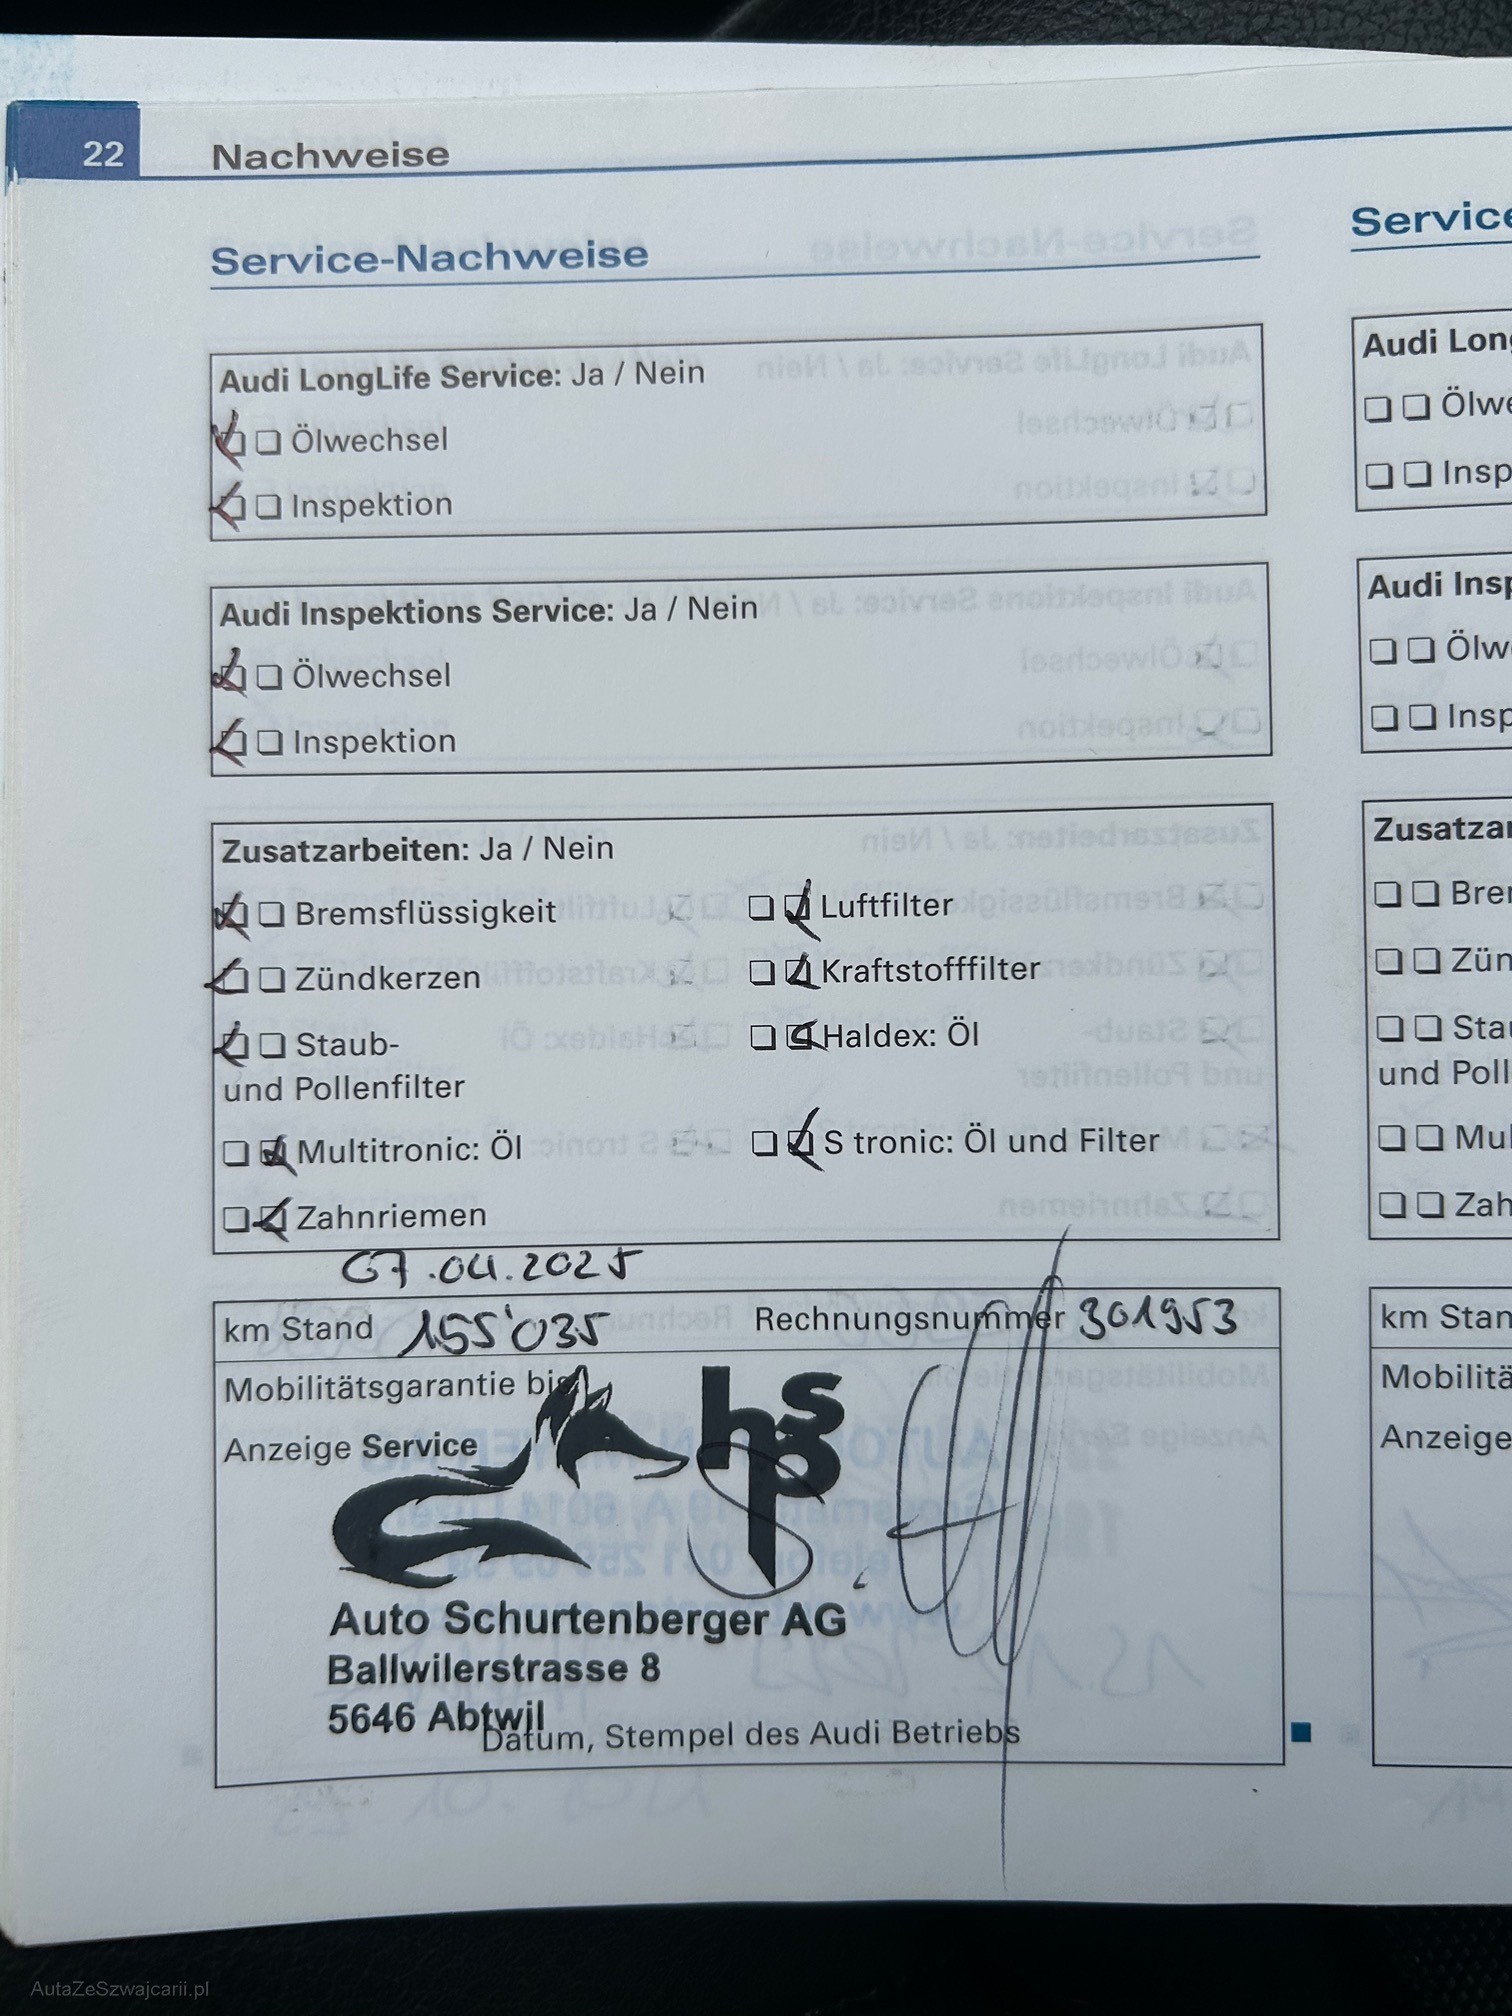 22 Nachweise
Service-Nachweise
Audi LongLife Service: Ja / Nein
Ölwechsel
Inspektion
Audi Inspektions Service: Ja / Nein
Ölwechsel
Inspektion
Zusatzarbeiten: Ja / Nein
Bremsflüssigkeit
Luftfilter
Zündkerzen
Kraftstofffilter
Staub-
und Pollenfilter
Haldex: Öl
Multitronic: Öl
S tronic: Öl und Filter
Zahnriemen
07.04.2025
km Stand 155'035 Rechnungsnummer 301953
Mobilitätsgarantie bis
Anzeige Service
hsp
Auto Schurtenberger AG
Ballwilerstrasse 8
5646 Abtwil
Datum, Stempel des Audi Betriebs
Service
Audi Long
Ölwe
Insp
Audi Insp
Ölw
Insp
Zusatzar
Brem
Zün
Stau
und Poll
Mul
Zah
km Stan
Mobilitä
Anzeige
AutaZeSzwajcarii.pl